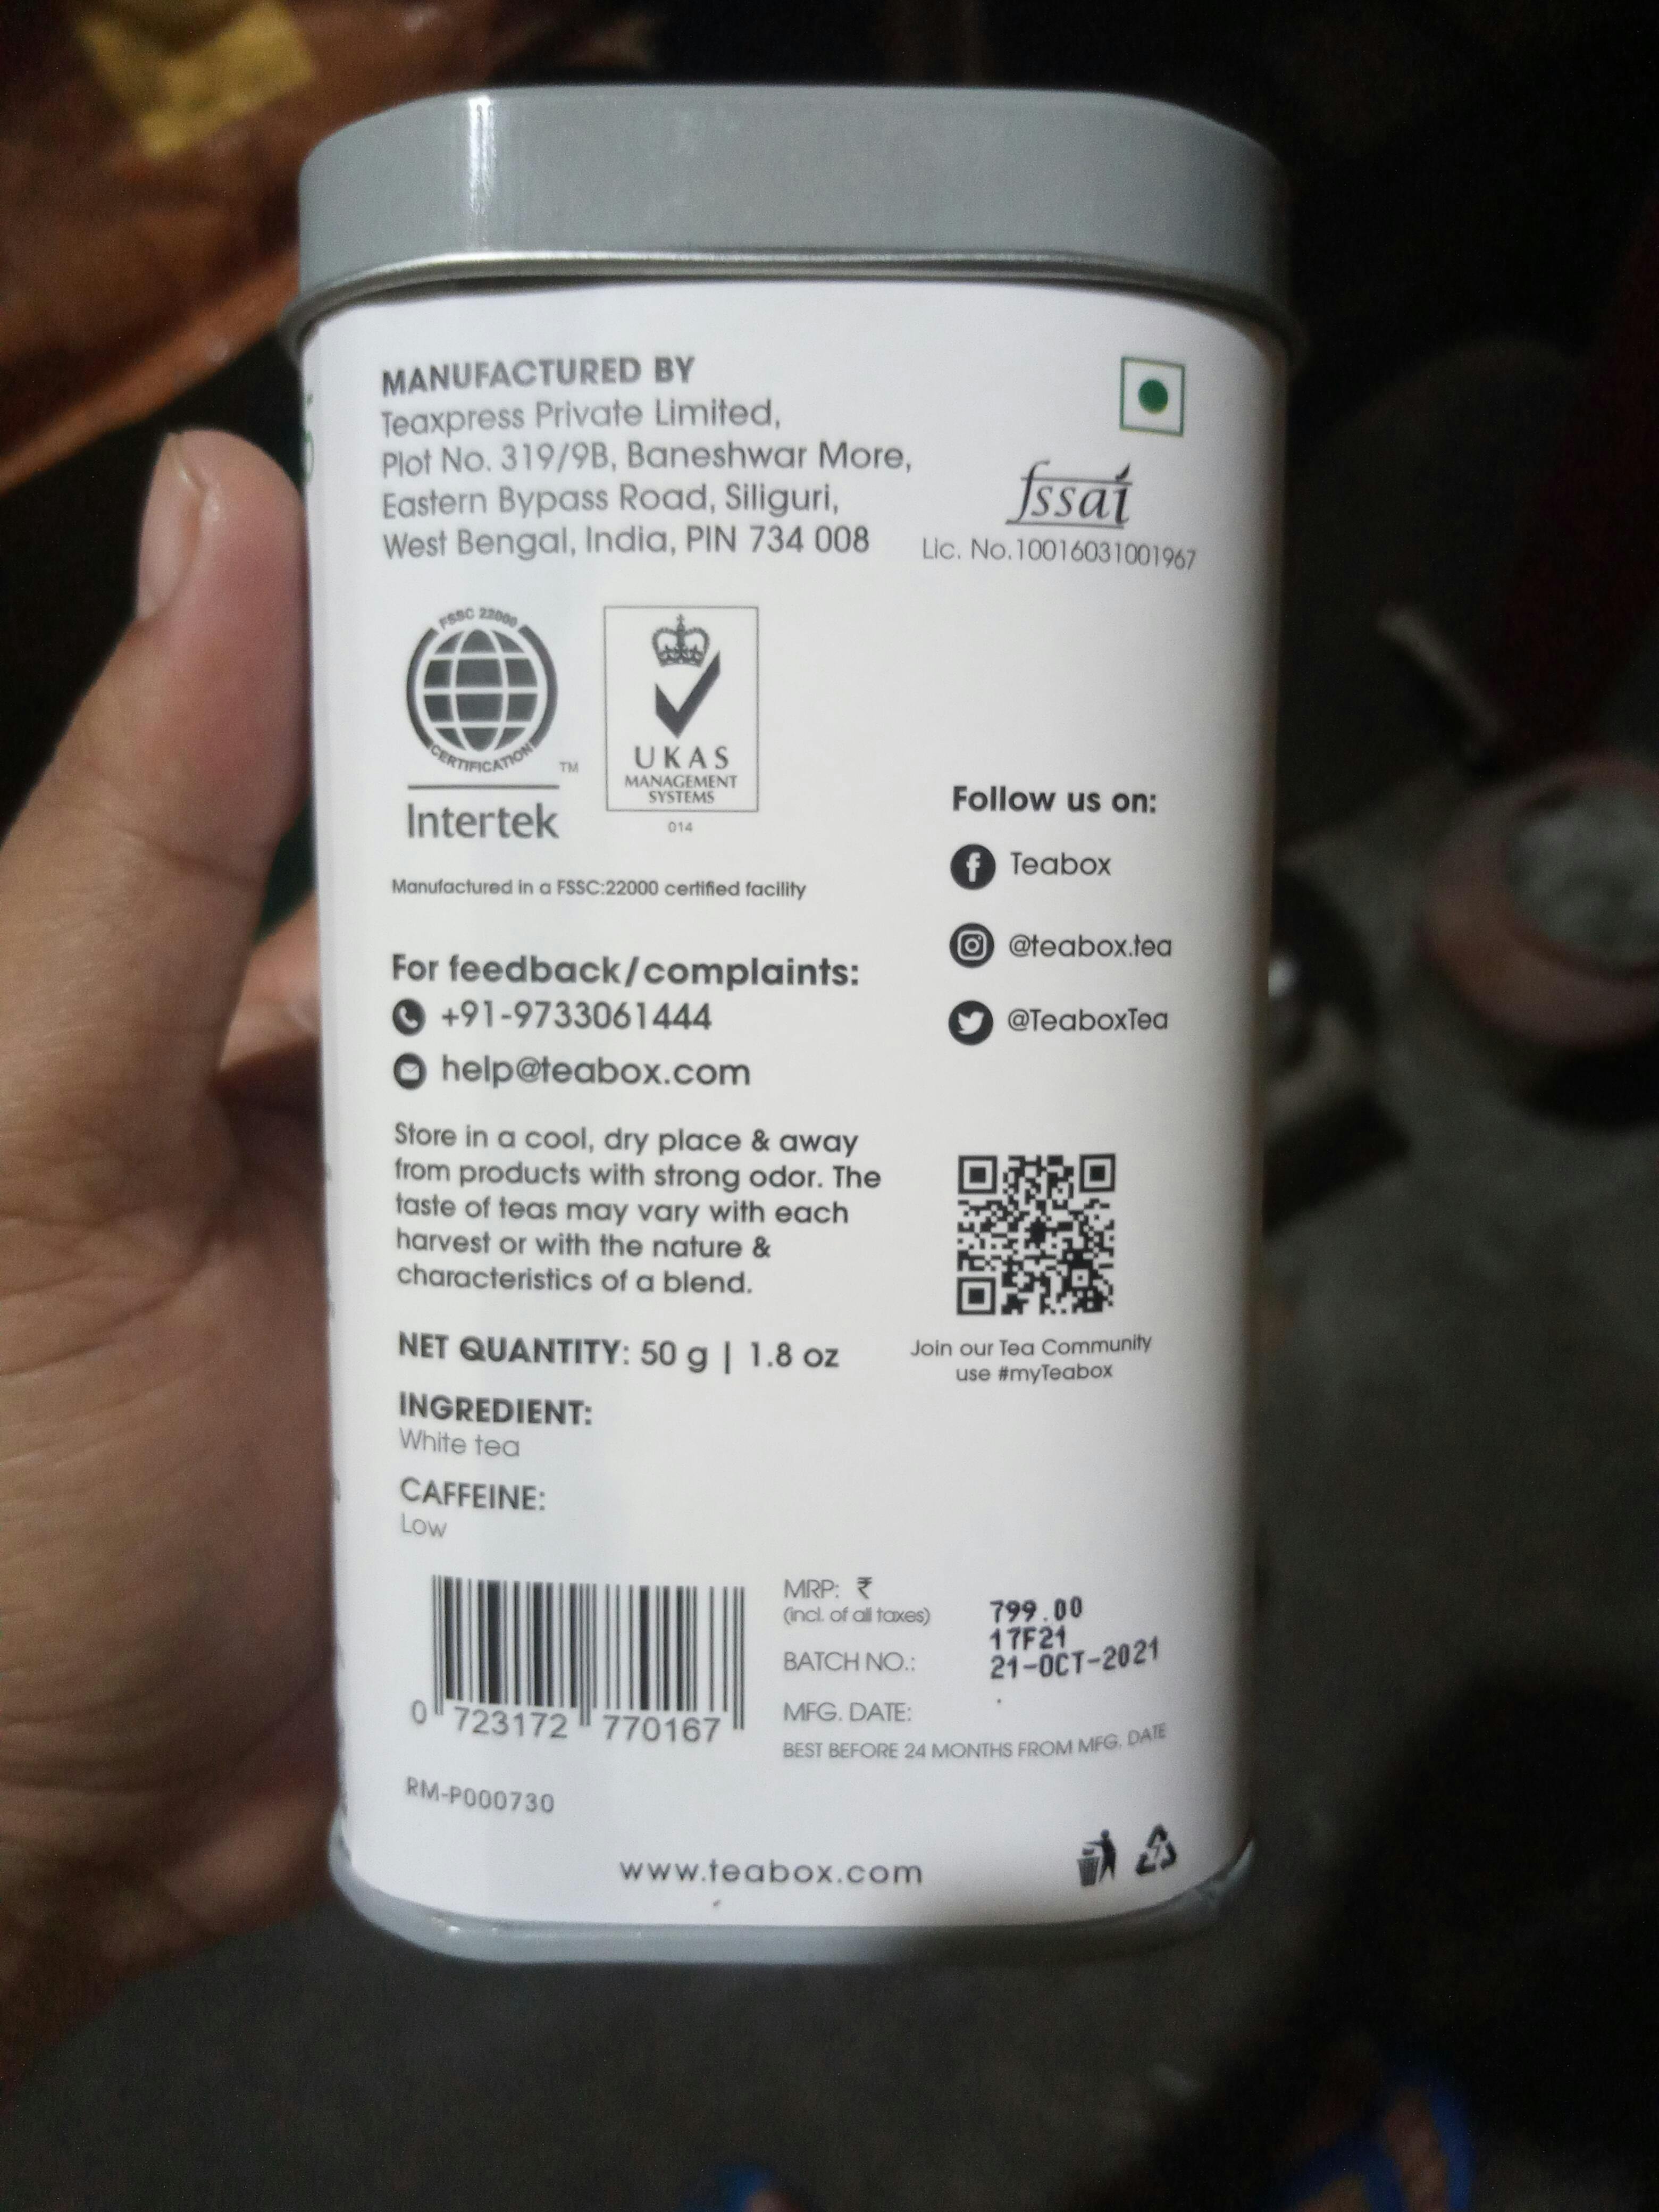 MANUFACTURED BY
Teaxpress Private Limited,
Plot No. 319/9B, Baneshwar More,
Eastern Bypass Road, Siliguri,
West Bengal, India, PIN 734 008
fssai
Lic. No.10016031001967
FSSC 22000
CERTIFICATION
TM
Intertek
UKAS
MANAGEMENT
SYSTEMS
014
Manufactured in a FSSC:22000 certified facility
Follow us on:
Teabox
@teabox.tea
@TeaboxTea
For feedback/complaints:
+91-9733061444
help@teabox.com
Store in a cool, dry place & away
from products with strong odor. The
taste of teas may vary with each
harvest or with the nature &
characteristics of a blend.
Join our Tea Community
use #myTeabox
NET QUANTITY: 50 g | 1.8 oz
INGREDIENT:
White tea
CAFFEINE:
Low
0 723172 770167
MRP: ₹
(incl. of all taxes)
BATCH NO.:
MFG. DATE:
799.00
17F21
21-OCT-2021
BEST BEFORE 24 MONTHS FROM MFG. DATE
RM-P000730
www.teabox.com